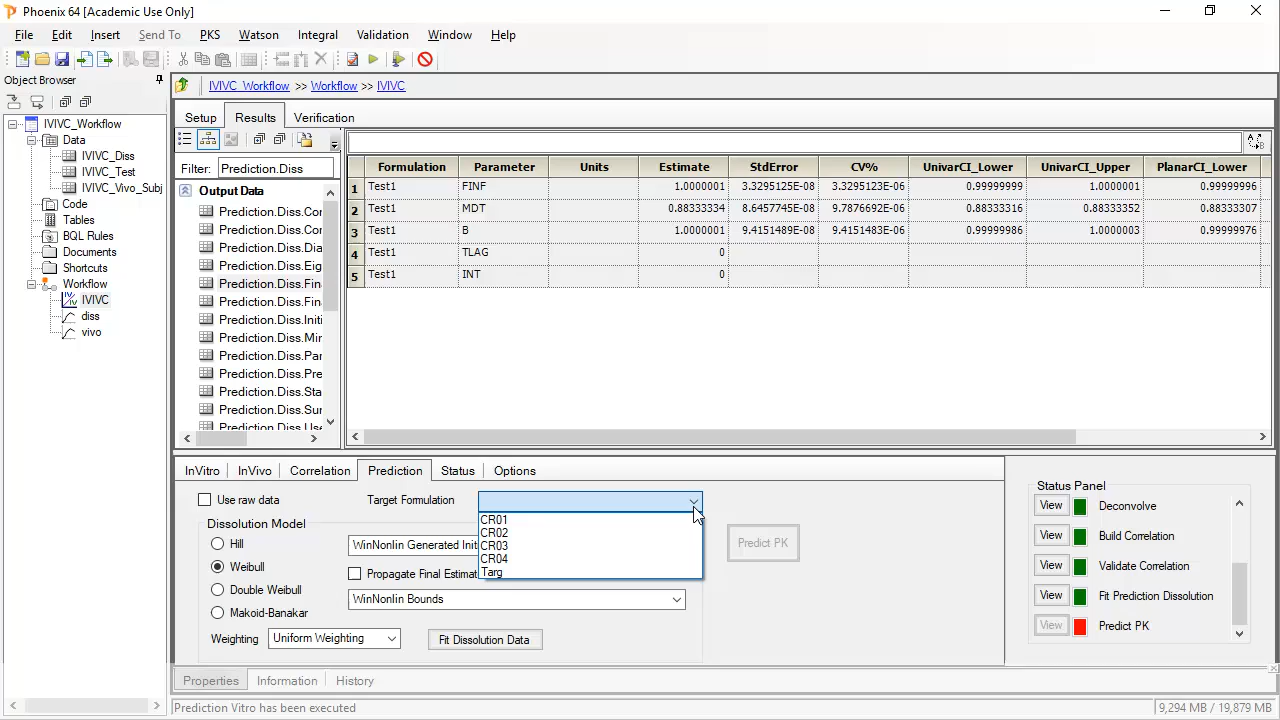 Phoenix 64 [Academic Use Only]
File Edit Insert Send To PKS Watson Integral Validation Window Help
Object Browser
IVIVC_Workflow
Data
IVIVC_Diss
IVIVC_Test
IVIVC_Vivo_Subj
Code
Tables
BQL Rules
Documents
Shortcuts
Workflow
IVIVC
diss
vivo
IVIVC_Workflow >> Workflow >> IVIVC
Setup Results Verification
Filter: Prediction.Diss
Output Data
Prediction.Diss.Cor
Prediction.Diss.Cor
Prediction.Diss.Dia
Prediction.Diss.Eig
Prediction.Diss.Fina
Prediction.Diss.Fina
Prediction.Diss.Initi
Prediction.Diss.Min
Prediction.Diss.Par
Prediction.Diss.Pre
Prediction.Diss.Sta
Prediction.Diss.Sur
Prediction.Diss.Use
Formulation Parameter Units Estimate StdError CV% UnivarCI_Lower UnivarCI_Upper PlanarCI_Lower
1 Test1 FINF 1.0000001 3.3295125E-08 3.3295123E-06 0.99999999 1.0000001 0.99999996
2 Test1 MDT 0.88333334 8.6457745E-08 9.7876692E-06 0.88333316 0.88333352 0.88333307
3 Test1 B 1.0000001 9.4151489E-08 9.4151483E-06 0.99999986 1.0000003 0.99999976
4 Test1 TLAG 0
5 Test1 INT 0
InVitro InVivo Correlation Prediction Status Options
Use raw data Target Formulation
CR01
CR02
CR03
CR04
Targ
Dissolution Model
Hill
Weibull
Double Weibull
Makoid-Banakar
WinNonlin Generated Init
Propagate Final Estimat
WinNonlin Bounds
Weighting Uniform Weighting Fit Dissolution Data
Predict PK
Status Panel
View Deconvolve
View Build Correlation
View Validate Correlation
View Fit Prediction Dissolution
View Predict PK
Properties Information History
Prediction Vitro has been executed
9,294 MB / 19,879 MB